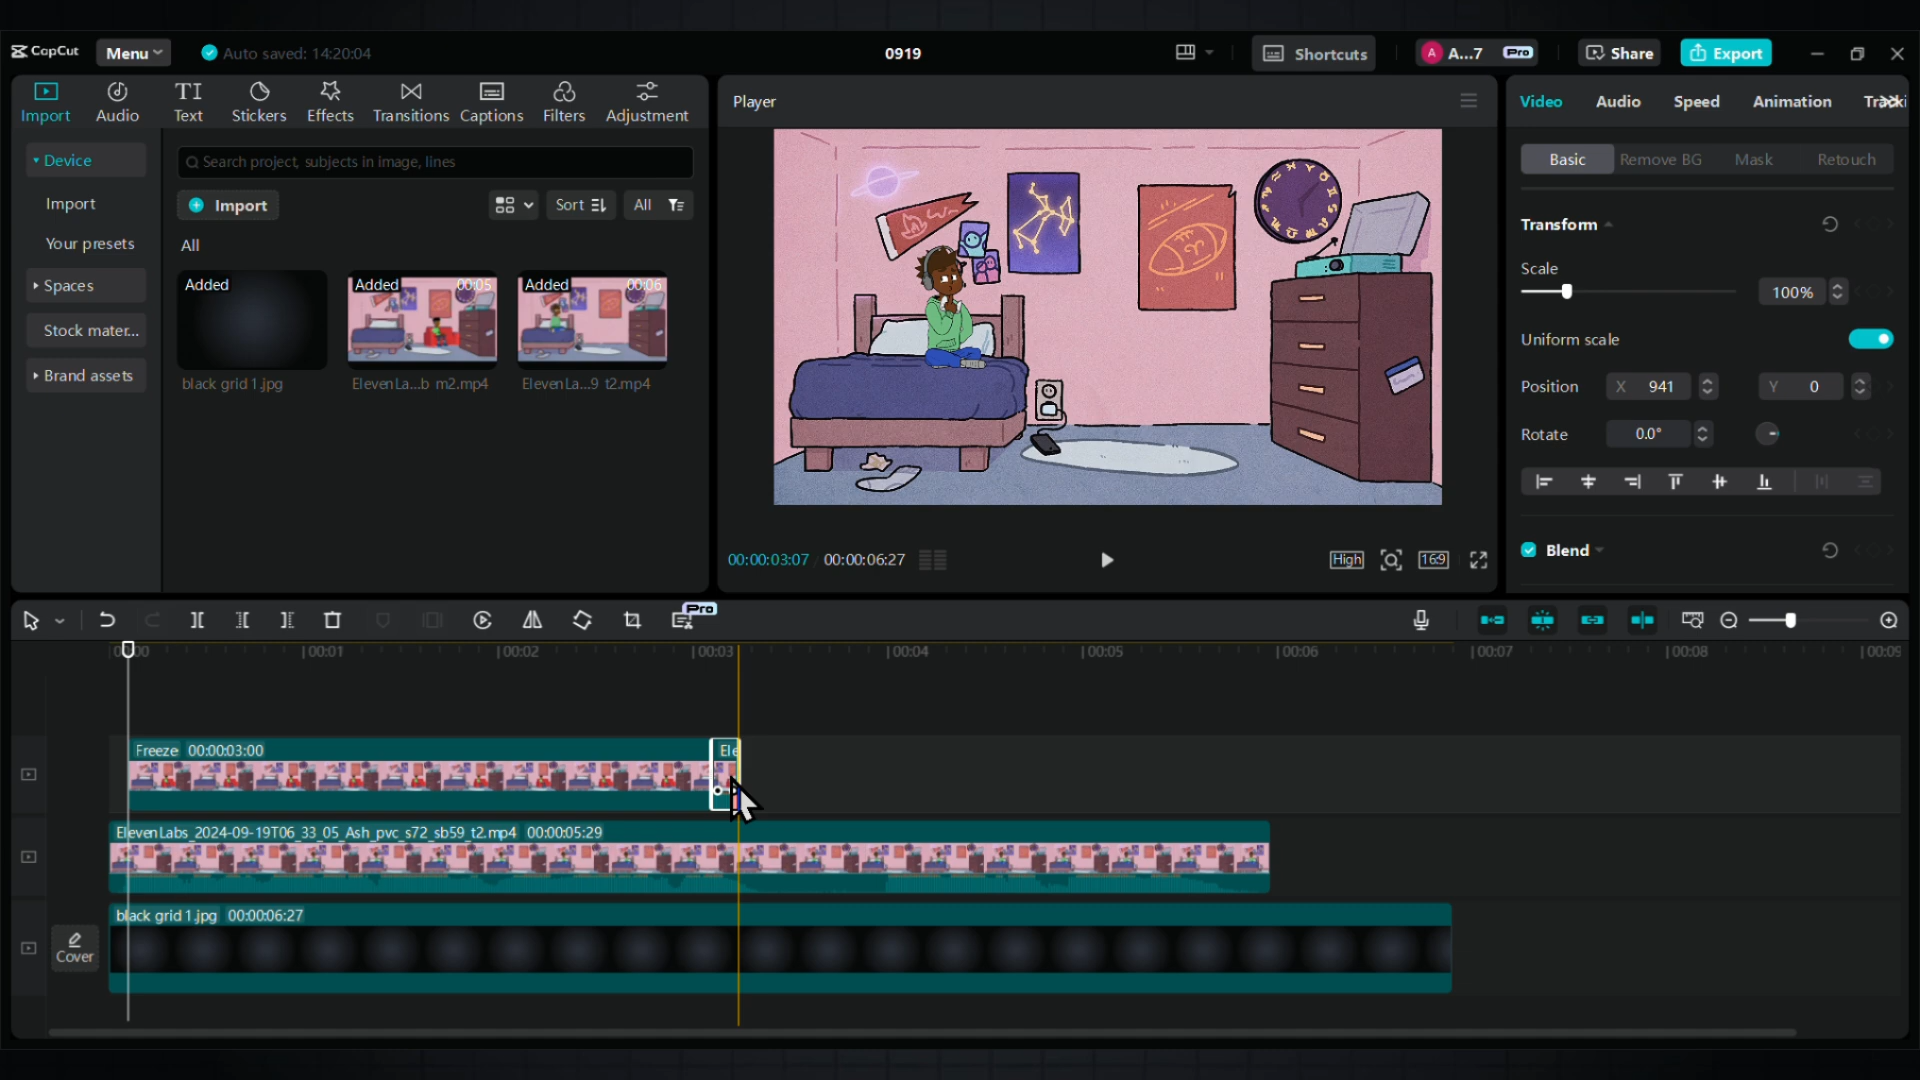 CapCut
Menu
Auto saved: 14:20:04
0919
Shortcuts
A...7
Pro
Share
Export
Import
Audio
TI
Text
Stickers
Effects
Transitions
Captions
Filters
Adjustment
Device
Import
Your presets
Spaces
Stock mater...
Brand assets
Search project, subjects in image, lines
Import
Sort
All
All
Added
Added
00:05
Added
00:06
black grid 1.jpg
ElevenLa...b m2.mp4
ElevenLa...9 t2.mp4
Player
00:00:03:07
00:00:06:27
High
16:9
Video
Audio
Speed
Animation
Basic
Remove BG
Mask
Retouch
Transform
Scale
100%
Uniform scale
Position
X 941
Y 0
Rotate
0.0°
Blend
Pro
00:01
00:02
00:03
00:04
00:05
00:06
00:07
00:08
00:09
Freeze 00:00:03:00
Ele
ElevenLabs_2024-09-19T06_33_05_Ash_pvc_s72_sb59_t2.mp4 00:00:05:29
black grid 1.jpg 00:00:06:27
Cover